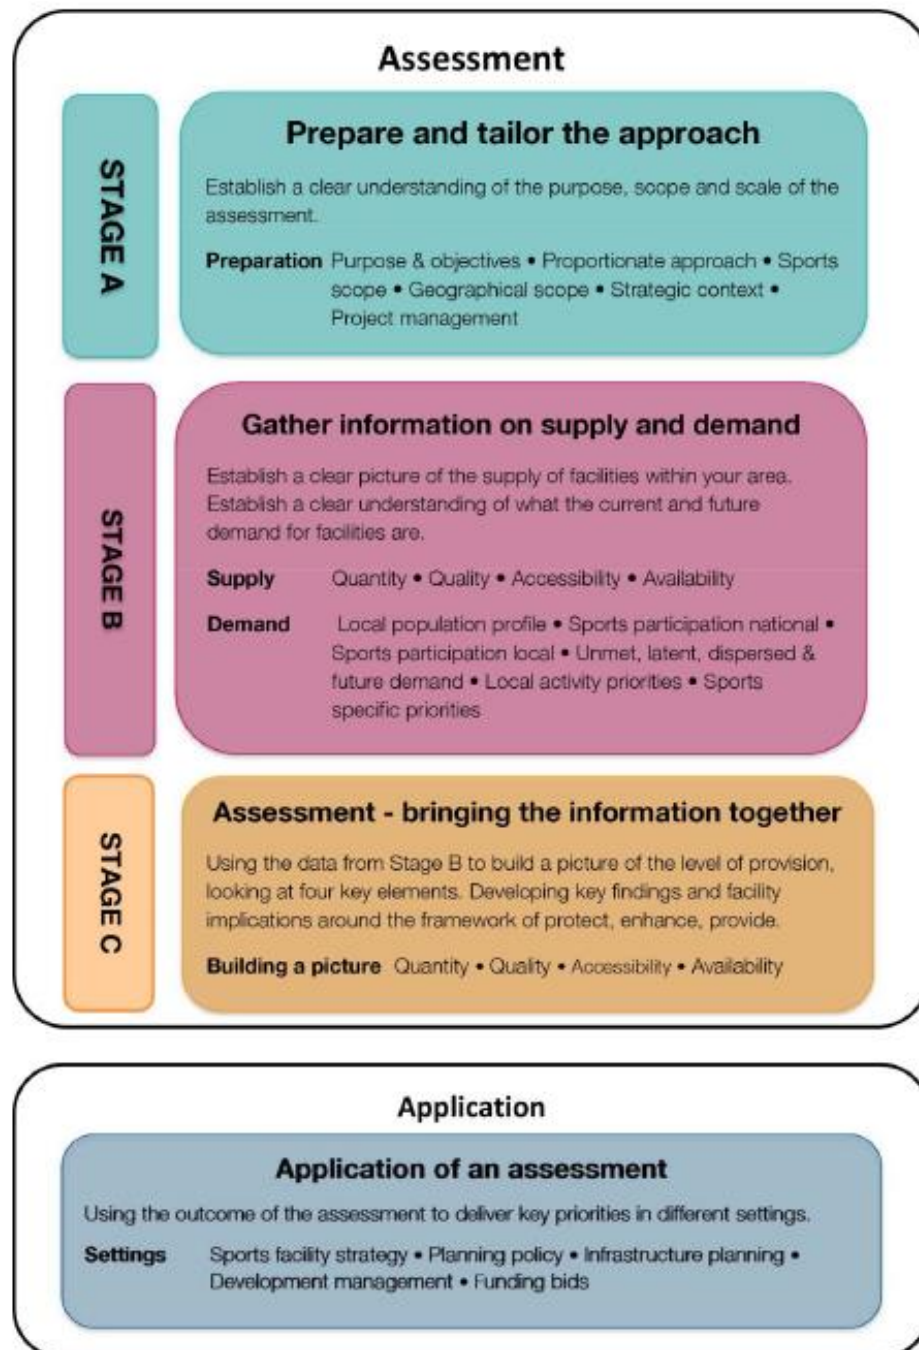 Assessment
STAGE A
Prepare and tailor the approach
Establish a clear understanding of the purpose, scope and scale of the
assessment.
Preparation Purpose & objectives • Proportionate approach • Sports
scope • Geographical scope • Strategic context •
Project management
STAGE B
Gather information on supply and demand
Establish a clear picture of the supply of facilities within your area.
Establish a clear understanding of what the current and future
demand for facilities are.
Supply Quantity • Quality • Accessibility • Availability
Demand Local population profile • Sports participation national •
Sports participation local • Unmet, latent, dispersed &
future demand • Local activity priorities • Sports
specific priorities
STAGE C
Assessment - bringing the information together
Using the data from Stage B to build a picture of the level of provision,
looking at four key elements. Developing key findings and facility
implications around the framework of protect, enhance, provide.
Building a picture Quantity • Quality • Accessibility • Availability
Application
Application of an assessment
Using the outcome of the assessment to deliver key priorities in different settings.
Settings Sports facility strategy • Planning policy • Infrastructure planning •
Development management • Funding bids